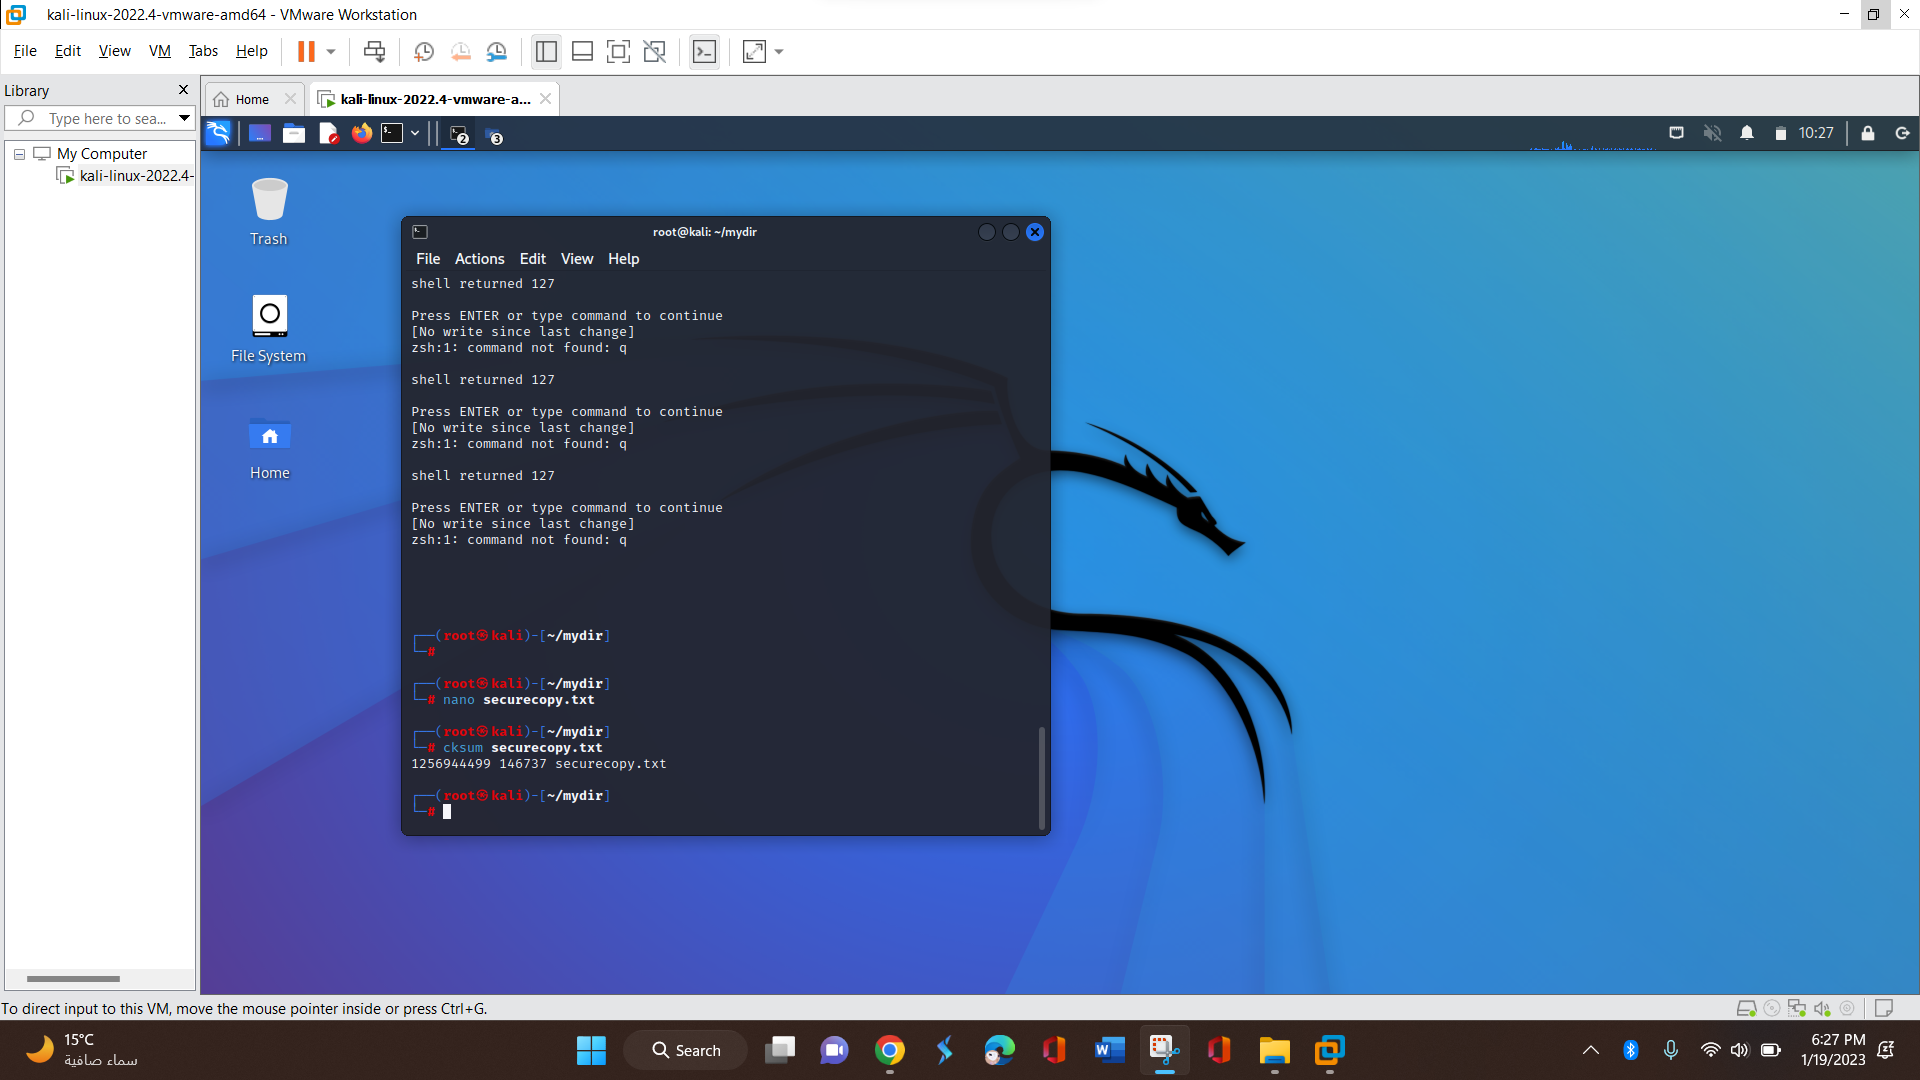 kali-linux-2022.4-vmware-amd64 - VMware Workstation
File Edit View VM Tabs Help
Library
Type here to sea...
My Computer
kali-linux-2022.4-
Home
kali-linux-2022.4-vmware-a...
2
3
10:27
Trash
File System
Home
root@kali: ~/mydir
File Actions Edit View Help
shell returned 127
Press ENTER or type command to continue
[No write since last change]
zsh:1: command not found: q
shell returned 127
Press ENTER or type command to continue
[No write since last change]
zsh:1: command not found: q
shell returned 127
Press ENTER or type command to continue
[No write since last change]
zsh:1: command not found: q
┌──(root㉿kali)-[~/mydir]
└─#
┌──(root㉿kali)-[~/mydir]
└─# nano securecopy.txt
┌──(root㉿kali)-[~/mydir]
└─# cksum securecopy.txt
1256944499 146737 securecopy.txt
┌──(root㉿kali)-[~/mydir]
└─#
To direct input to this VM, move the mouse pointer inside or press Ctrl+G.
15°C
سماء صافية
Search
6:27 PM
1/19/2023